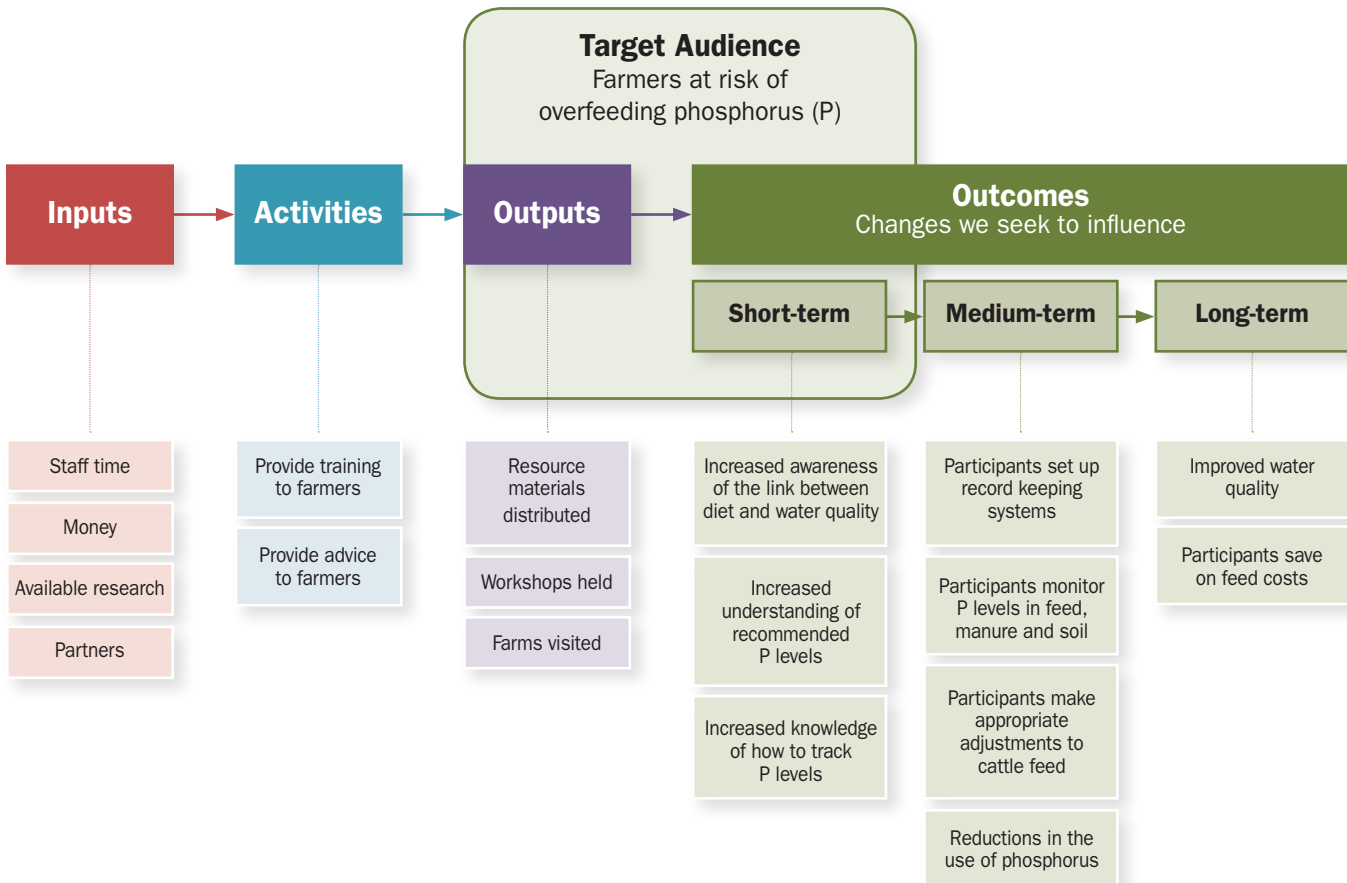 Target Audience
Farmers at risk of
overfeeding phosphorus (P)
Inputs
Activities
Outputs
Outcomes
Changes we seek to influence
Short-term
Medium-term
Long-term
Staff time
Money
Available research
Partners
Provide training
to farmers
Provide advice
to farmers
Resource
materials
distributed
Workshops held
Farms visited
Increased awareness
of the link between
diet and water quality
Increased
understanding of
recommended
P levels
Increased knowledge
of how to track
P levels
Participants set up
record keeping
systems
Participants monitor
P levels in feed,
manure and soil
Participants make
appropriate
adjustments to
cattle feed
Reductions in the
use of phosphorus
Improved water
quality
Participants save
on feed costs